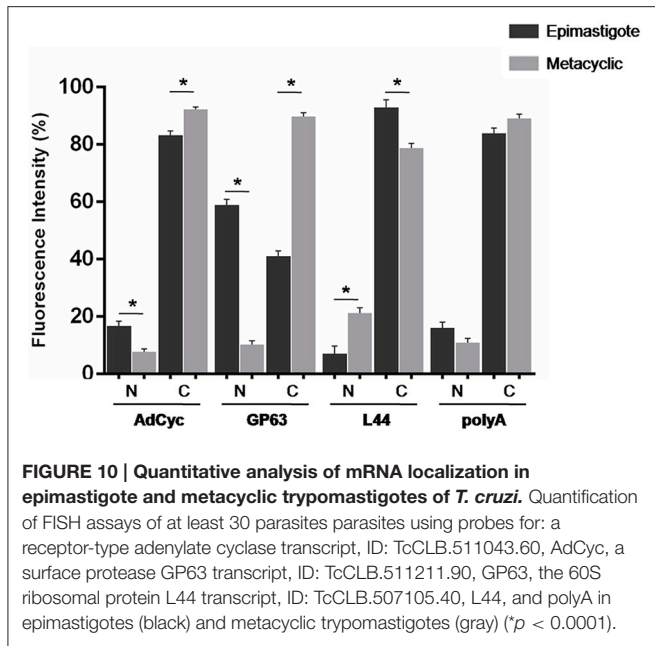 Epimastigote
Metacyclic
Fluorescence Intensity (%)
100
80
60
40
20
0
* * * * * *
N C N C N C N C
AdCyc GP63 L44 polyA
FIGURE 10 | Quantitative analysis of mRNA localization in
epimastigote and metacyclic trypomastigotes of T. cruzi. Quantification
of FISH assays of at least 30 parasites parasites using probes for: a
receptor-type adenylate cyclase transcript, ID: TcCLB.511043.60, AdCyc, a
surface protease GP63 transcript, ID: TcCLB.511211.90, GP63, the 60S
ribosomal protein L44 transcript, ID: TcCLB.507105.40, L44, and polyA in
epimastigotes (black) and metacyclic trypomastigotes (gray) (*p < 0.0001).